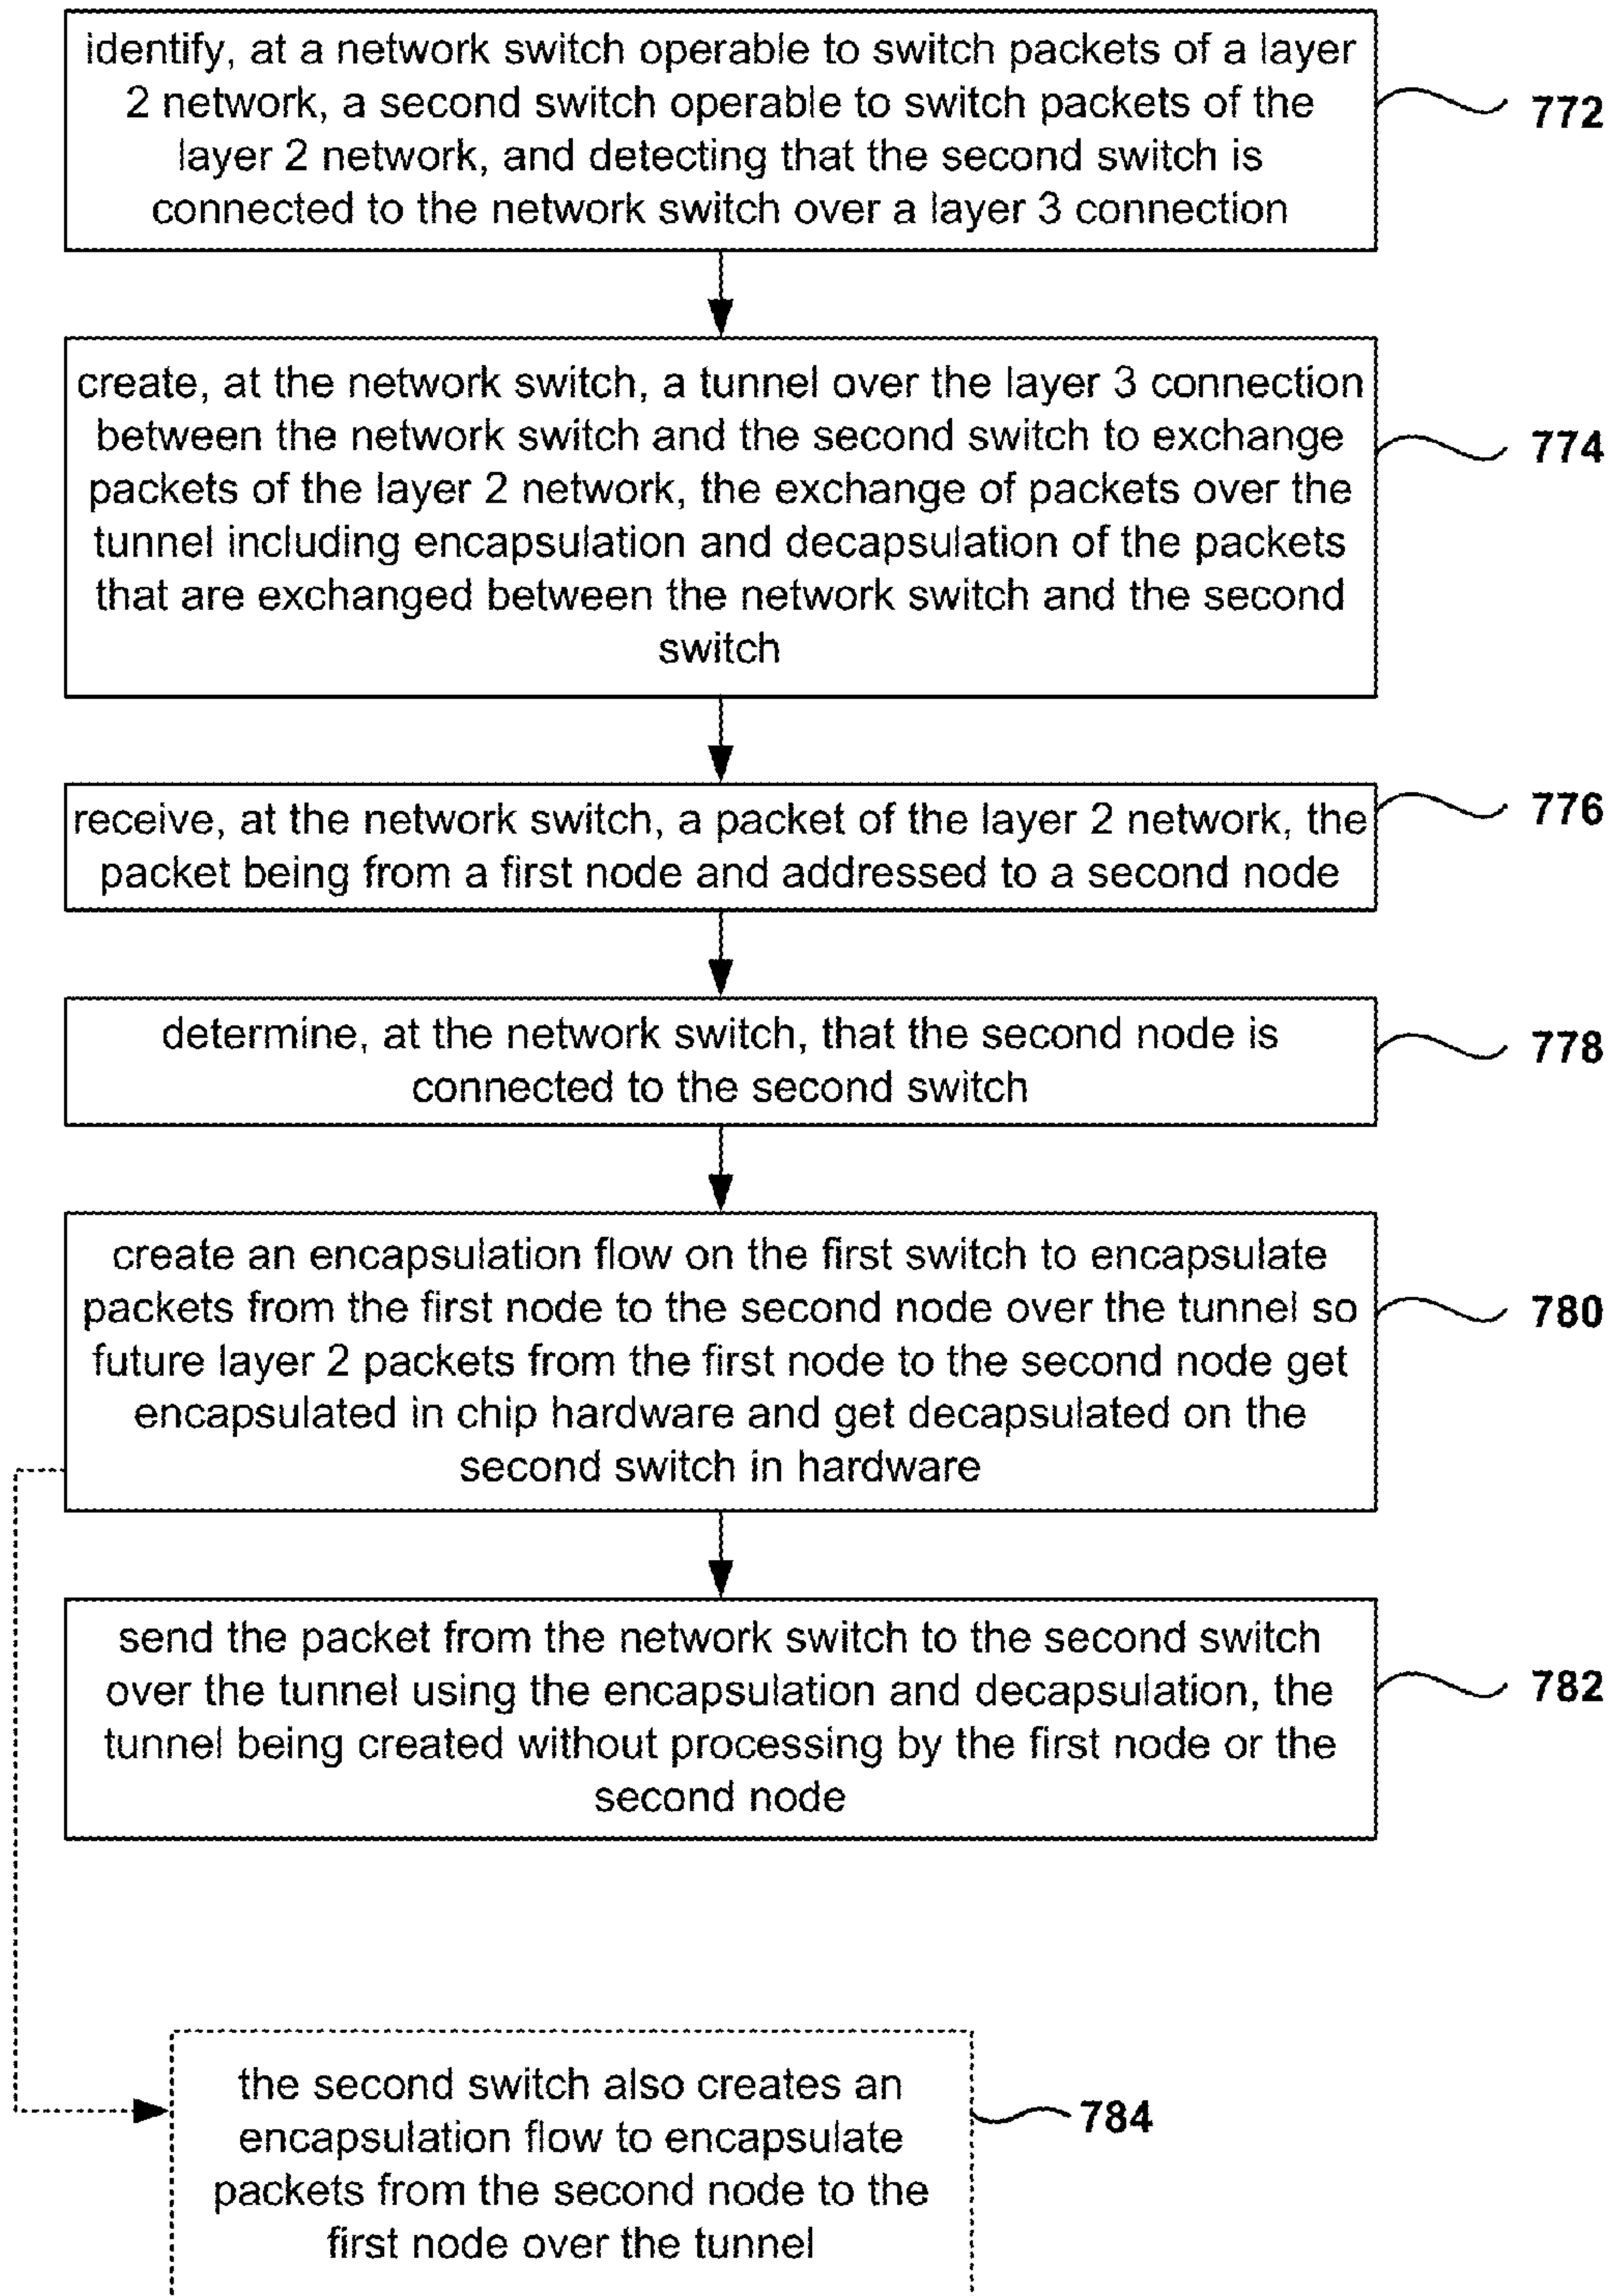 identify, at a network switch operable to switch packets of a layer
2 network, a second switch operable to switch packets of the
layer 2 network, and detecting that the second switch is
connected to the network switch over a layer 3 connection
772
create, at the network switch, a tunnel over the layer 3 connection
between the network switch and the second switch to exchange
packets of the layer 2 network, the exchange of packets over the
tunnel including encapsulation and decapsulation of the packets
that are exchanged between the network switch and the second
switch
774
receive, at the network switch, a packet of the layer 2 network, the
packet being from a first node and addressed to a second node
776
determine, at the network switch, that the second node is
connected to the second switch
778
create an encapsulation flow on the first switch to encapsulate
packets from the first node to the second node over the tunnel so
future layer 2 packets from the first node to the second node get
encapsulated in chip hardware and get decapsulated on the
second switch in hardware
780
send the packet from the network switch to the second switch
over the tunnel using the encapsulation and decapsulation, the
tunnel being created without processing by the first node or the
second node
782
the second switch also creates an
encapsulation flow to encapsulate
packets from the second node to the
first node over the tunnel
784